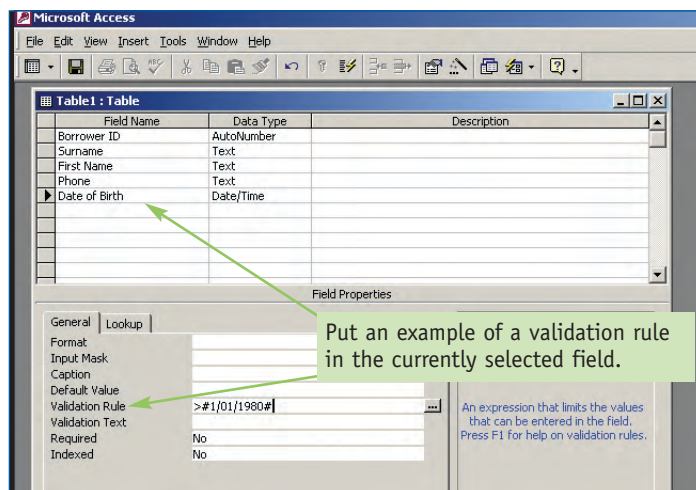 Microsoft Access
File Edit View Insert Tools Window Help
Table1 : Table
Field Name Data Type Description
Borrower ID AutoNumber
Surname Text
First Name Text
Phone Text
Date of Birth Date/Time
Field Properties
General Lookup
Format
Input Mask
Caption
Default Value
Validation Rule >#1/01/1980#
Validation Text
Required No
Indexed No
Put an example of a validation rule
in the currently selected field.
An expression that limits the values
that can be entered in the field.
Press F1 for help on validation rules.